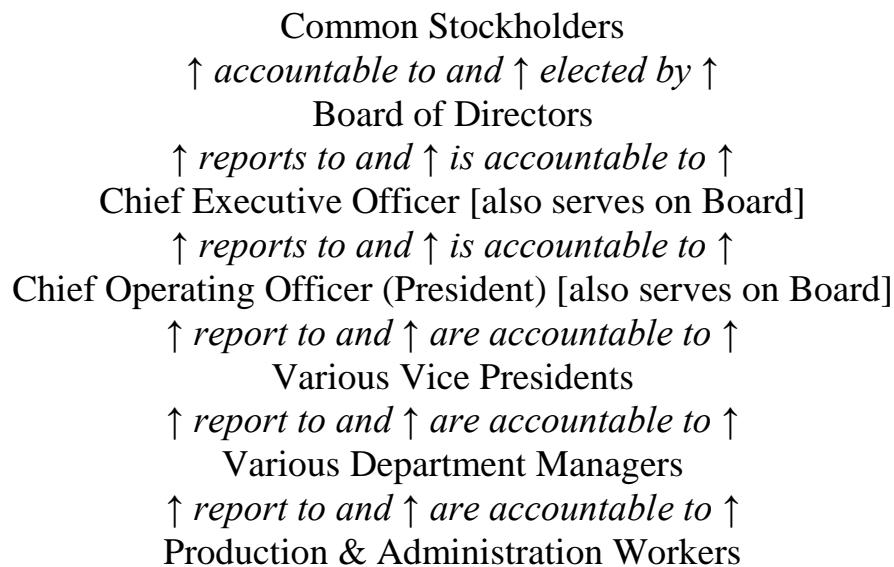 Common Stockholders
↑ accountable to and ↑ elected by ↑
Board of Directors
↑ reports to and ↑ is accountable to ↑
Chief Executive Officer [also serves on Board]
↑ reports to and ↑ is accountable to ↑
Chief Operating Officer (President) [also serves on Board]
↑ report to and ↑ are accountable to ↑
Various Vice Presidents
↑ report to and ↑ are accountable to ↑
Various Department Managers
↑ report to and ↑ are accountable to ↑
Production & Administration Workers